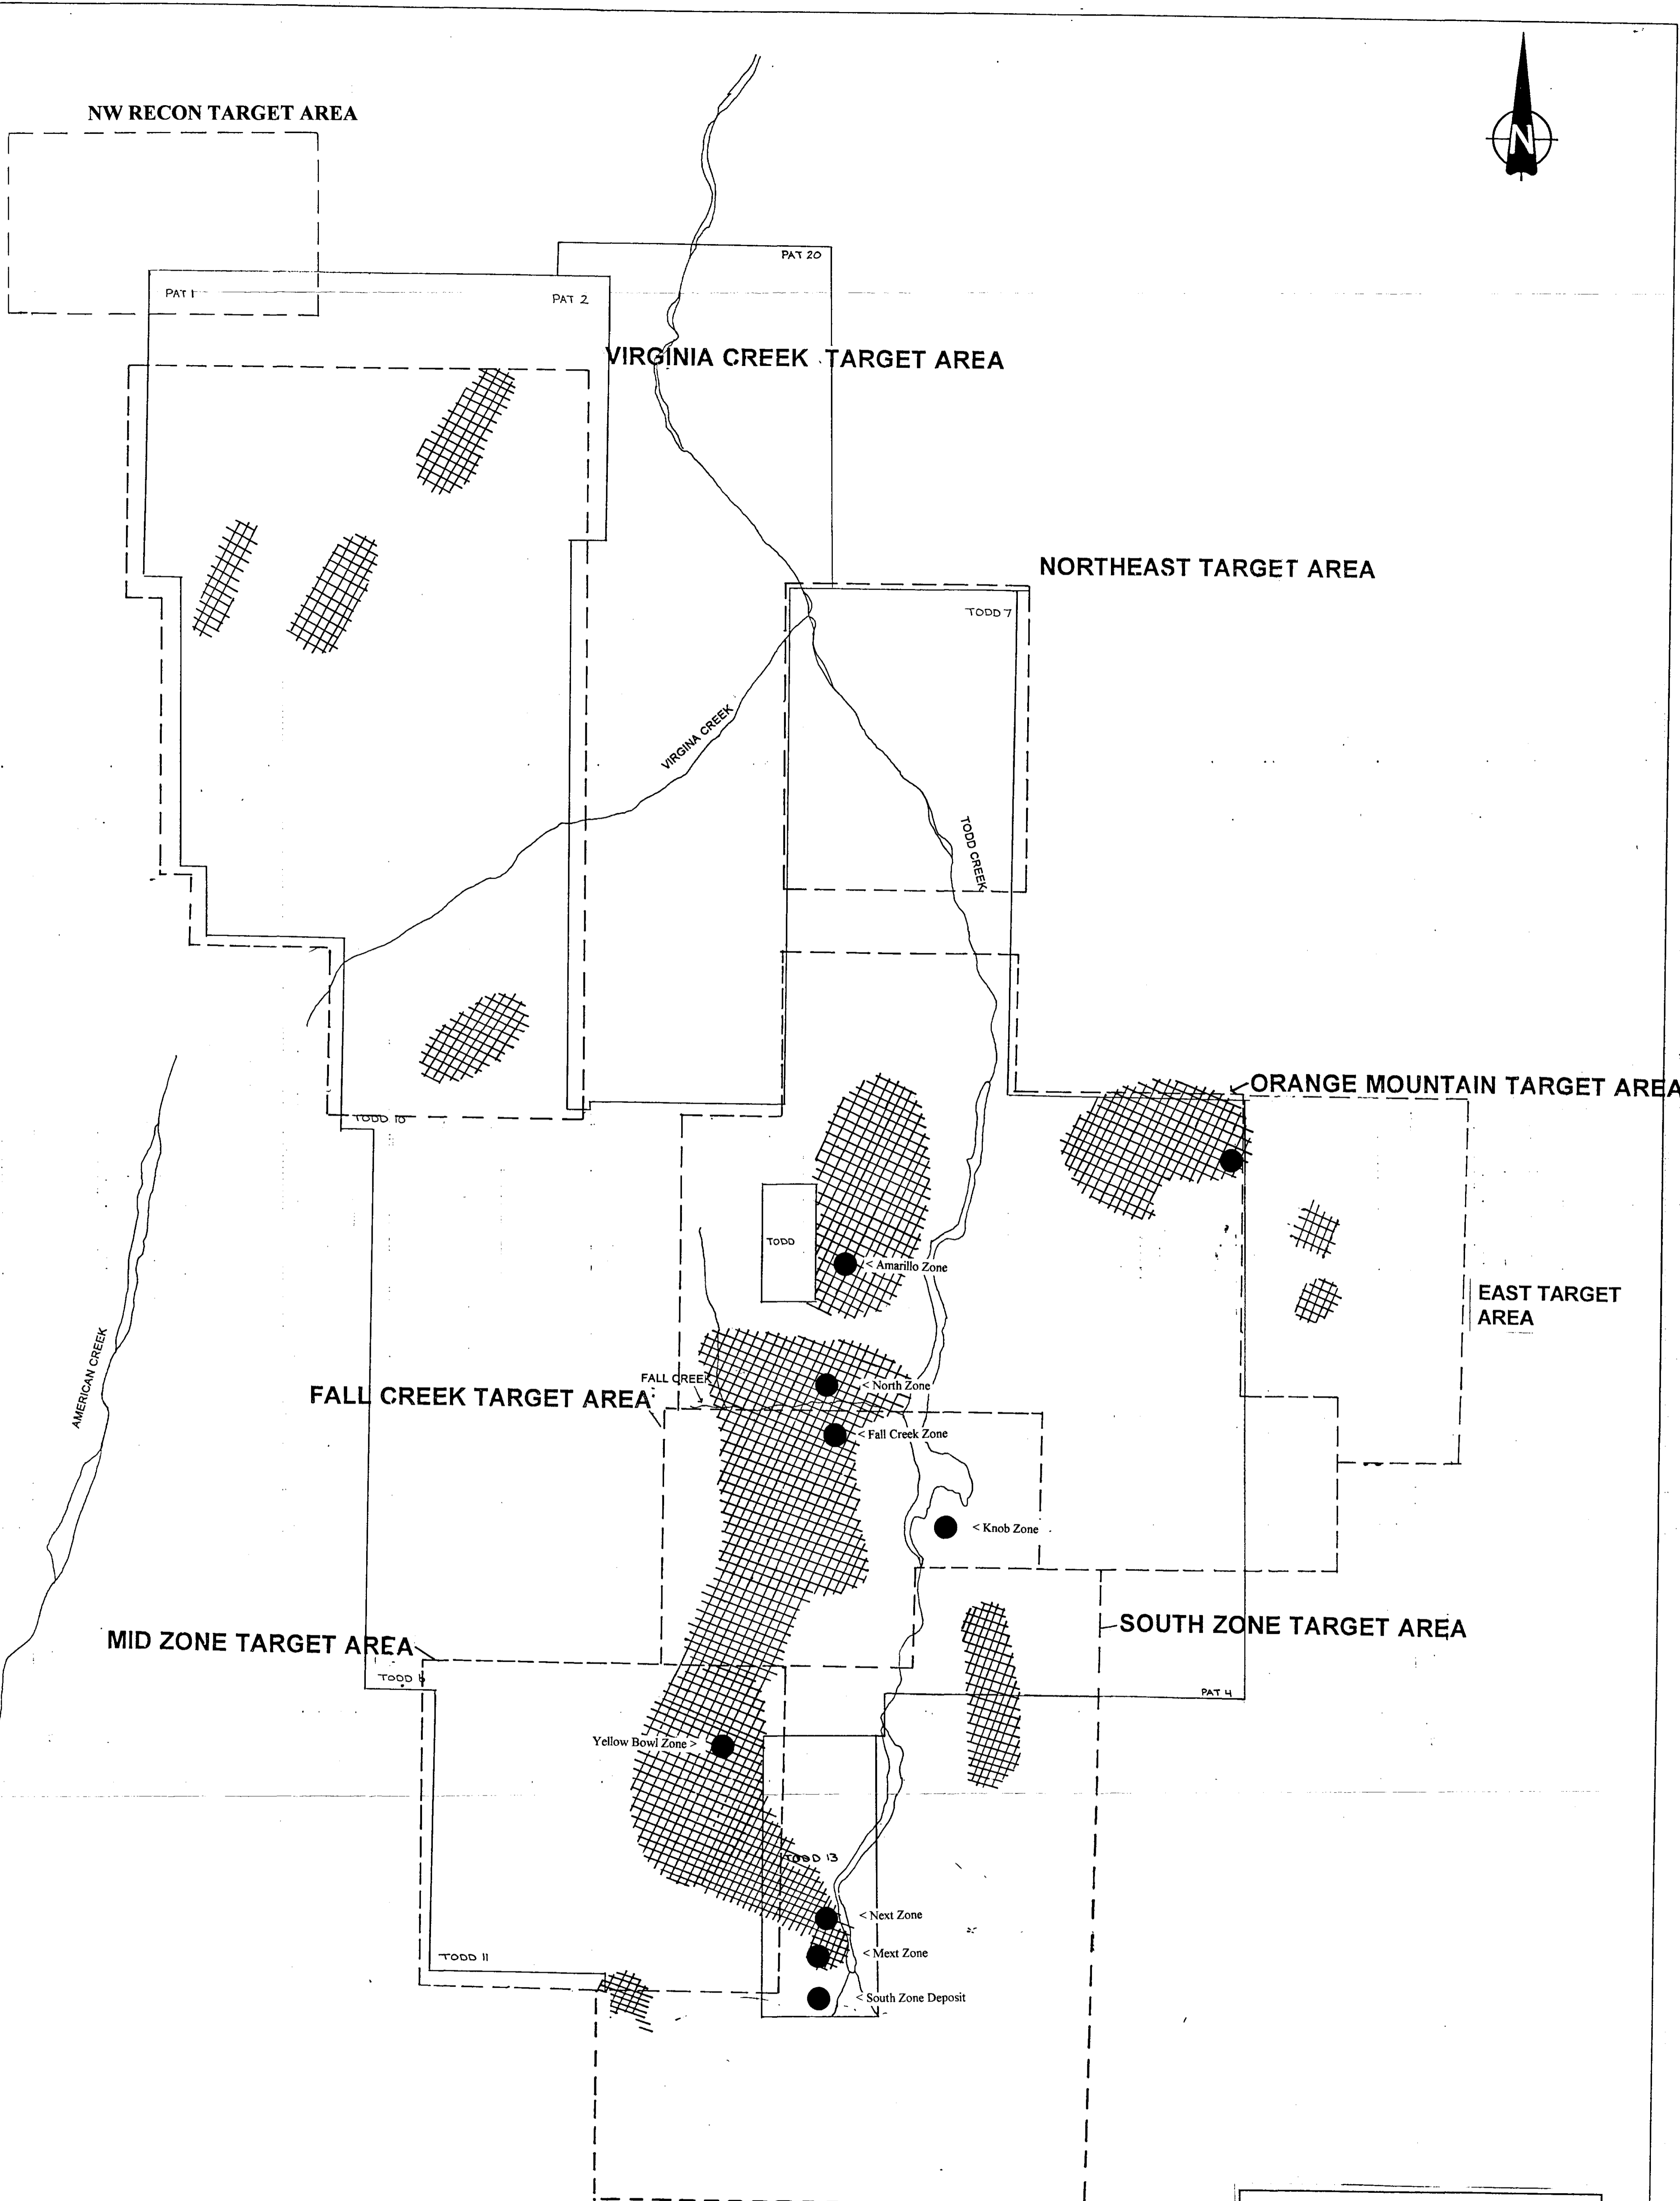 N
NW RECON TARGET AREA
PAT 20
PAT 1
PAT 2
VIRGINIA CREEK TARGET AREA
NORTHEAST TARGET AREA
TODD 7
VIRGINA CREEK
TODD CREEK
ORANGE MOUNTAIN TARGET AREA
TODD 10
TODD
< Amarillo Zone
EAST TARGET
AREA
AMERICAN CREEK
FALL CREEK
< North Zone
FALL CREEK TARGET AREA
< Fall Creek Zone
< Knob Zone
SOUTH ZONE TARGET AREA
MID ZONE TARGET AREA
TODD 6
PAT 4
Yellow Bowl Zone >
TODD 13
< Next Zone
< Mext Zone
TODD 11
< South Zone Deposit